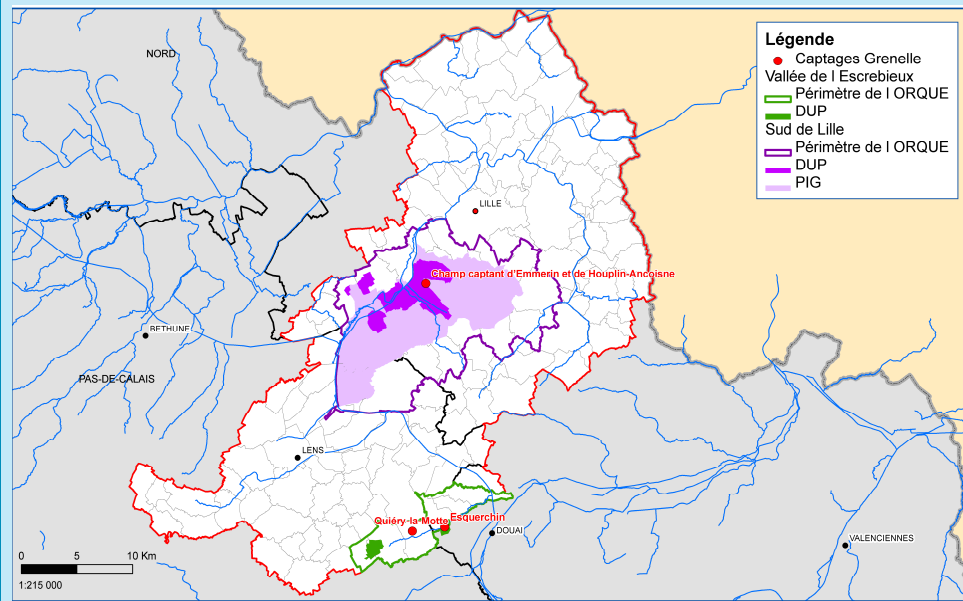 NORD
Légende
Captages Grenelle
Vallée de l Escrebieux
Périmètre de l ORQUE
DUP
Sud de Lille
Périmètre de l ORQUE
DUP
PIG
LILLE
Champ captant d'Emmerin et de Houplin-Ancoisne
BETHUNE
PAS-DE-CALAIS
LENS
Quiéry-la-Motte
Esquerchin
DOUAI
VALENCIENNES
0 5 10 Km
1:215 000